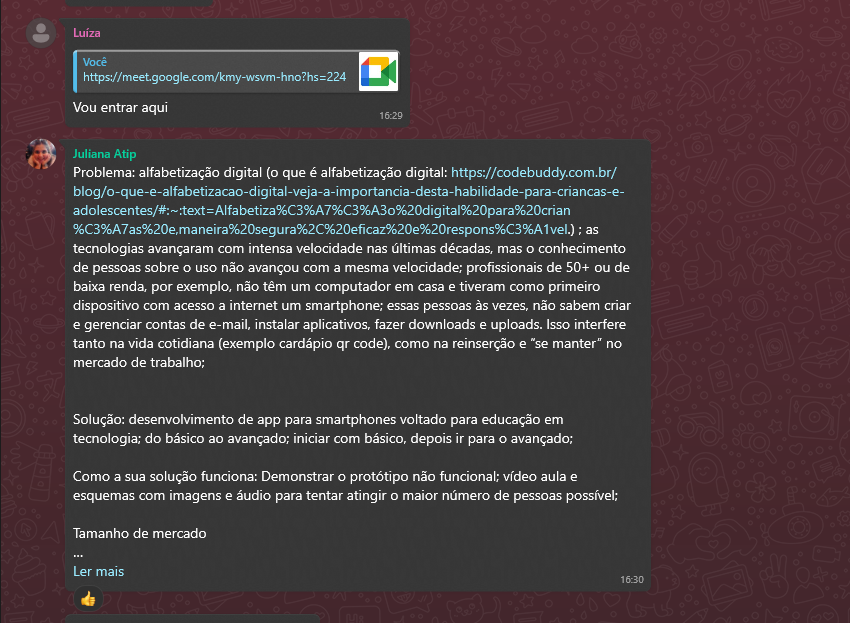 Luíza
Você
https://meet.google.com/kmy-wsvm-hno?hs=224
Vou entrar aqui
16:29
Juliana Atip
Problema: alfabetização digital (o que é alfabetização digital: https://codebuddy.com.br/
blog/o-que-e-alfabetizacao-digital-veja-a-importancia-desta-habilidade-para-criancas-e-
adolescentes/#:~:text=Alfabetiza%C3%A7%C3%A3o%20digital%20para%20crian
%C3%A7as%20e,maneira%20segura%2C%20eficaz%20e%20respons%C3%A1vel.) ; as
tecnologias avançaram com intensa velocidade nas últimas décadas, mas o conhecimento
de pessoas sobre o uso não avançou com a mesma velocidade; profissionais de 50+ ou de
baixa renda, por exemplo, não têm um computador em casa e tiveram como primeiro
dispositivo com acesso a internet um smartphone; essas pessoas às vezes, não sabem criar
e gerenciar contas de e-mail, instalar aplicativos, fazer downloads e uploads. Isso interfere
tanto na vida cotidiana (exemplo cardápio qr code), como na reinserção e “se manter” no
mercado de trabalho;
Solução: desenvolvimento de app para smartphones voltado para educação em
tecnologia; do básico ao avançado; iniciar com básico, depois ir para o avançado;
Como a sua solução funciona: Demonstrar o protótipo não funcional; vídeo aula e
esquemas com imagens e áudio para tentar atingir o maior número de pessoas possível;
Tamanho de mercado
...
Ler mais
16:30